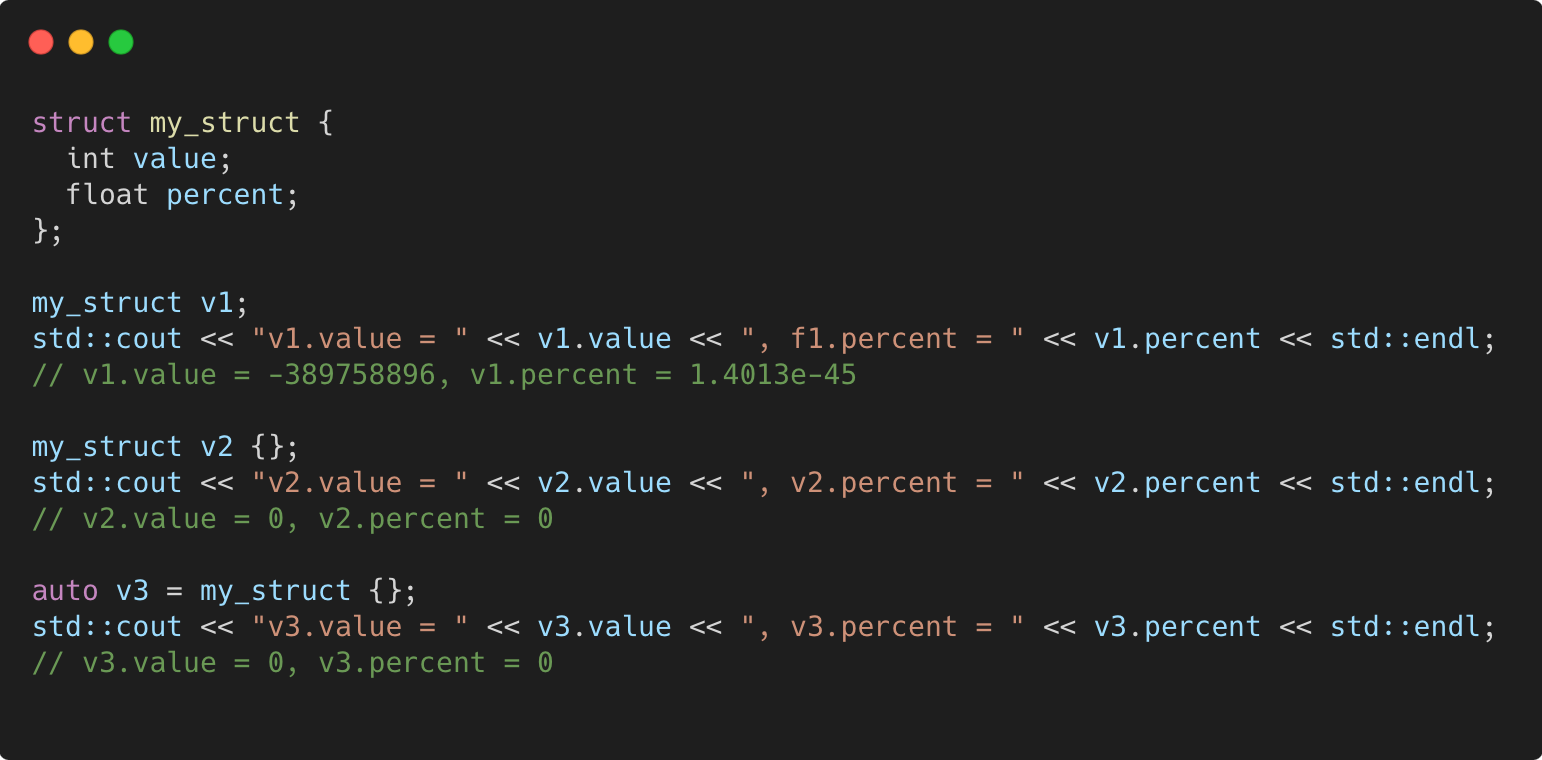 struct my_struct {
  int value;
  float percent;
};

my_struct v1;
std::cout << "v1.value = " << v1.value << ", f1.percent = " << v1.percent << std::endl;
// v1.value = -389758896, v1.percent = 1.4013e-45

my_struct v2 {};
std::cout << "v2.value = " << v2.value << ", v2.percent = " << v2.percent << std::endl;
// v2.value = 0, v2.percent = 0

auto v3 = my_struct {};
std::cout << "v3.value = " << v3.value << ", v3.percent = " << v3.percent << std::endl;
// v3.value = 0, v3.percent = 0